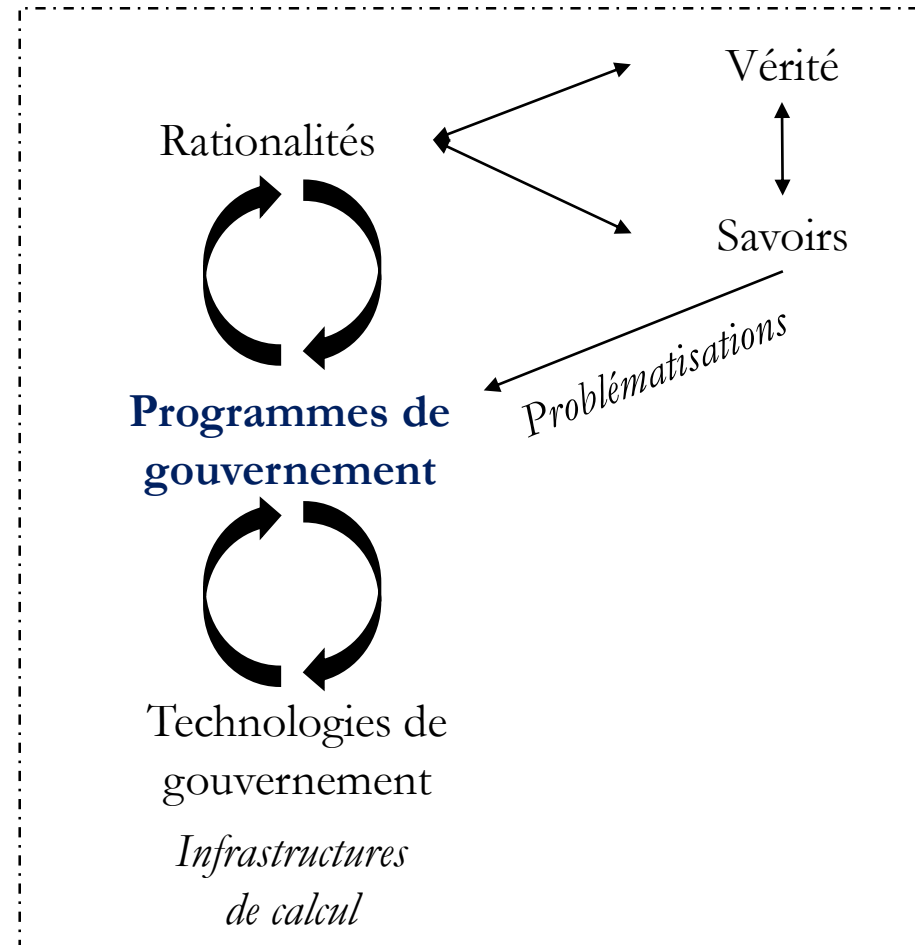 Vérité
Rationalités
Savoirs
Problématisations
Programmes de
gouvernement
Technologies de
gouvernement
Infrastructures
de calcul